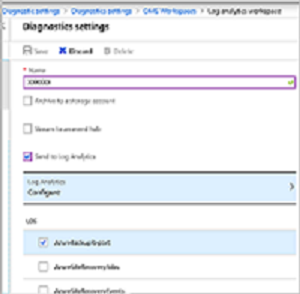 Diagnostics settings > Diagnostics settings > OMS Workspaces > Log analytics workspace
Diagnostics settings
Save Discard Delete
* Name
Archive to a storage account
Stream to an event hub
Send to Log Analytics
Log Analytics
Configure
LOG
AzureBackupReport
AzureSiteRecoveryJobs
AzureSiteRecoveryEvents